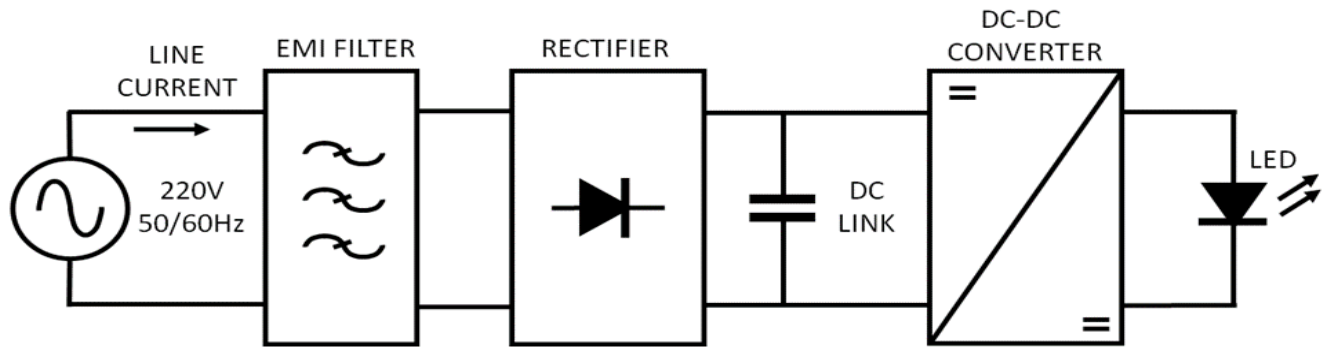 LINE
CURRENT
220V
50/60Hz
EMI FILTER
RECTIFIER
DC
LINK
DC-DC
CONVERTER
LED